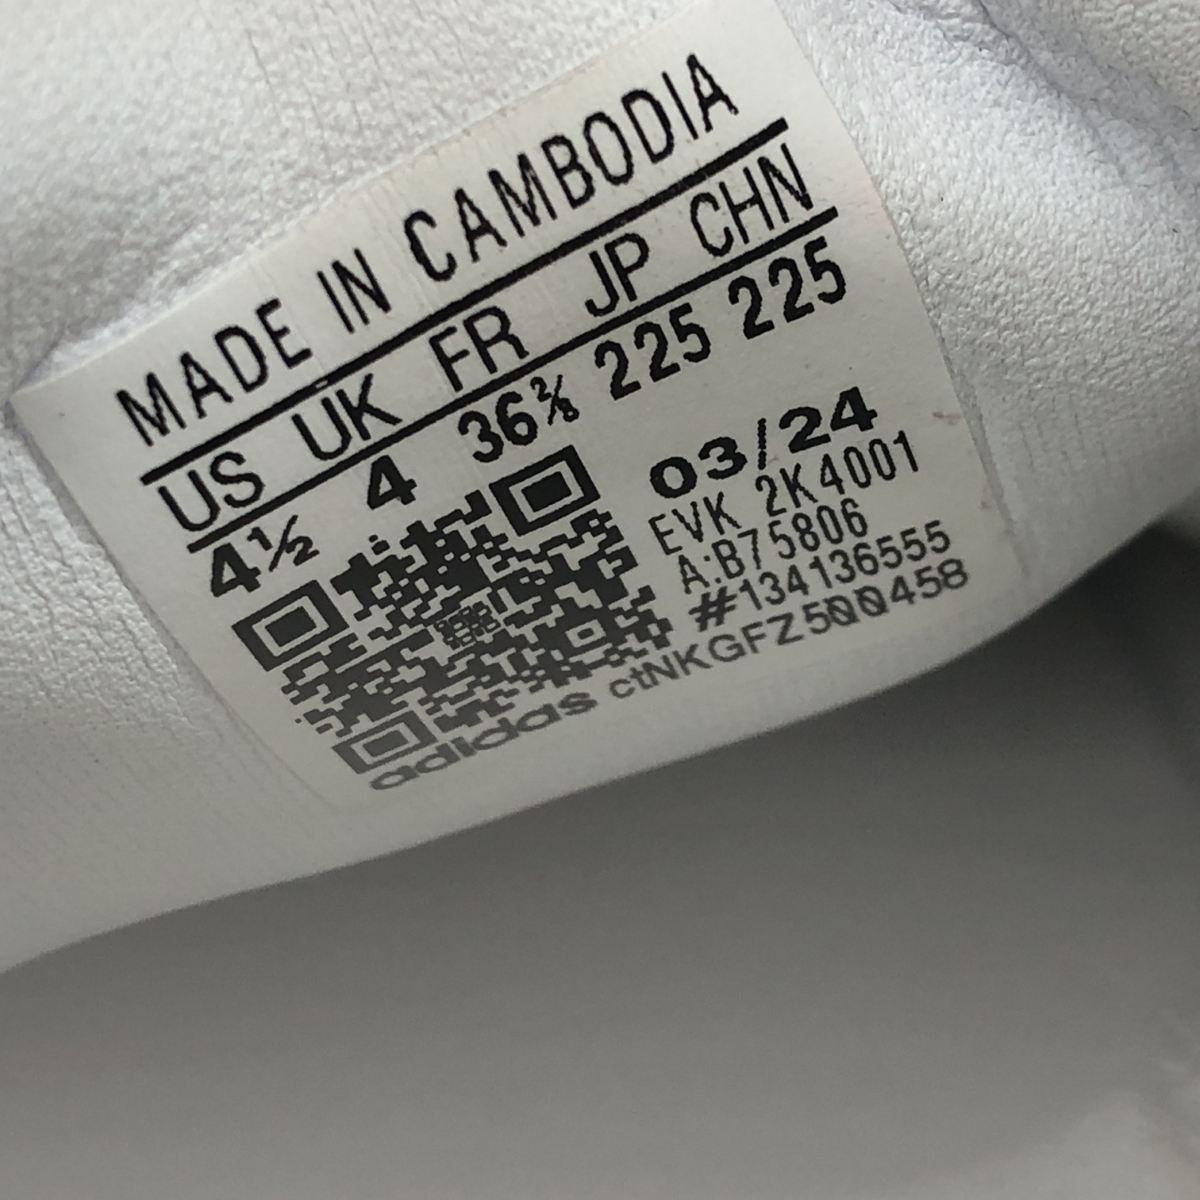 MADE IN CAMBODIA
US UK FR JP CHN
4½ 4 36⅔ 225 225
03/24
EVK 2K4001
A:B75806
#134136555
adidas ctNKGFZ500458